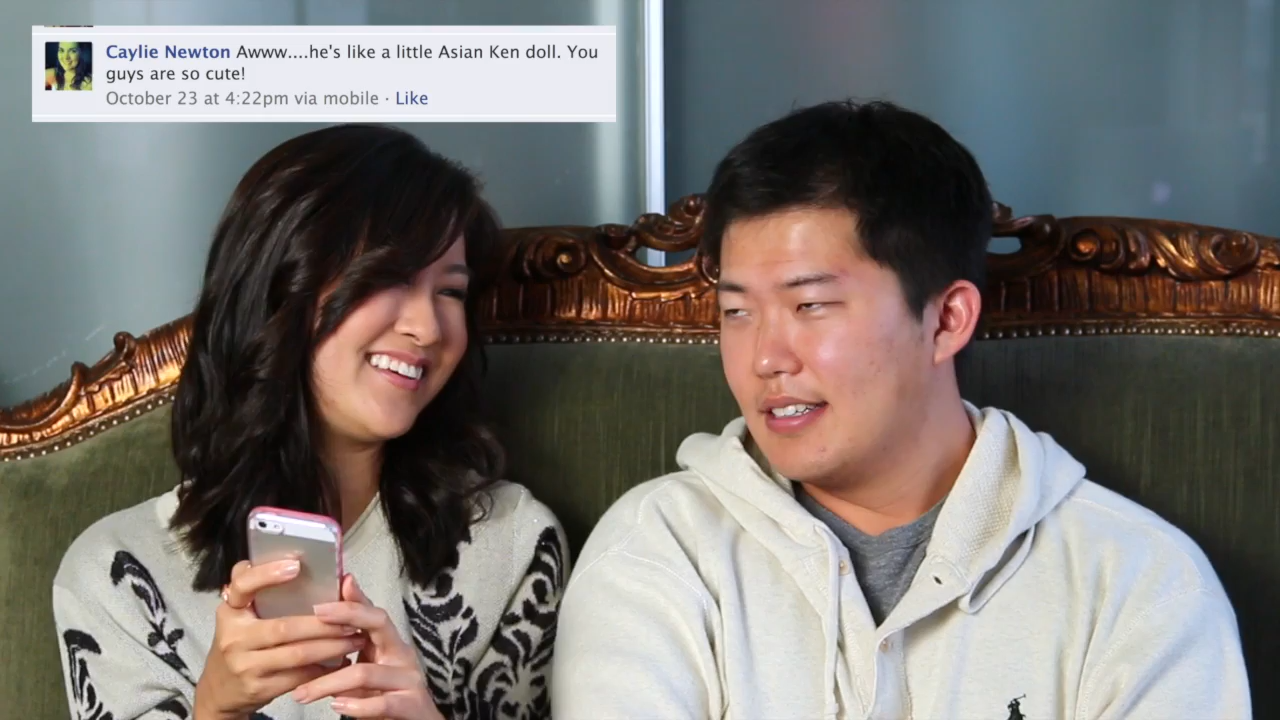 Caylie Newton Awww....he's like a little Asian Ken doll. You
guys are so cute!
October 23 at 4:22pm via mobile · Like